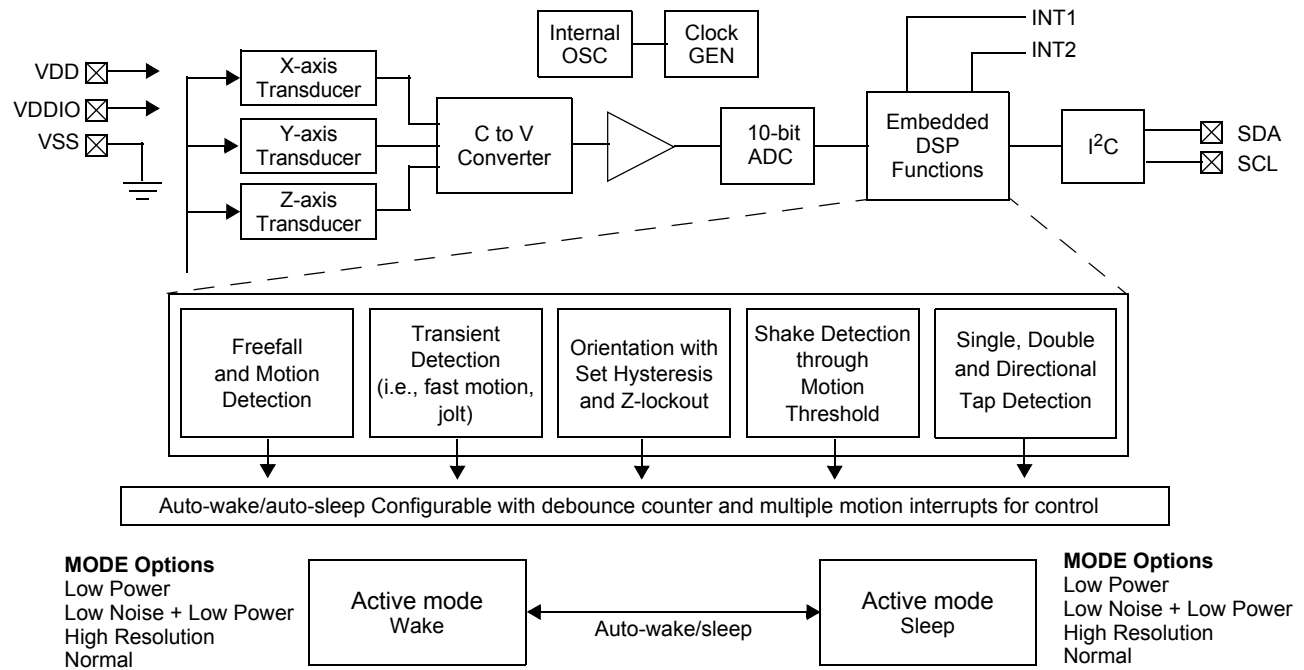 VDD
VDDIO
VSS
X-axis
Transducer
Y-axis
Transducer
Z-axis
Transducer
Internal
OSC
Clock
GEN
C to V
Converter
10-bit
ADC
Embedded
DSP
Functions
INT1
INT2
I²C
SDA
SCL
Freefall
and Motion
Detection
Transient
Detection
(i.e., fast motion,
jolt)
Orientation with
Set Hysteresis
and Z-lockout
Shake Detection
through
Motion
Threshold
Single, Double
and Directional
Tap Detection
Auto-wake/auto-sleep Configurable with debounce counter and multiple motion interrupts for control
MODE Options
Low Power
Low Noise + Low Power
High Resolution
Normal
Active mode
Wake
Auto-wake/sleep
Active mode
Sleep
MODE Options
Low Power
Low Noise + Low Power
High Resolution
Normal